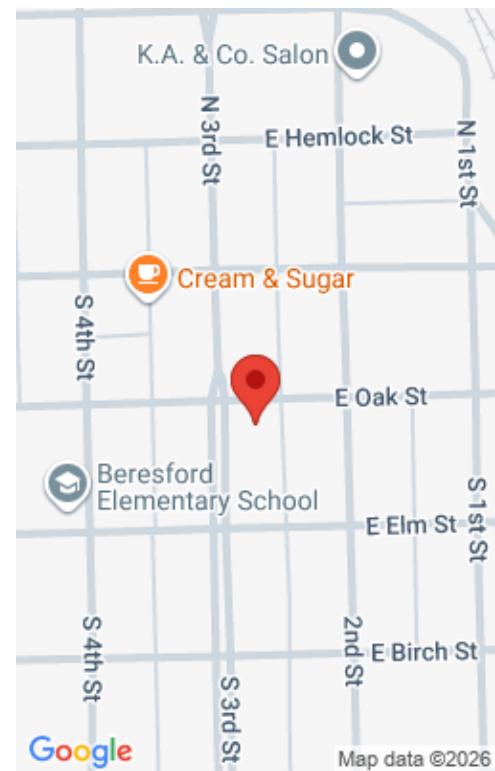 K.A. & Co. Salon
N 3rd St
E Hemlock St
N 1st St
Cream & Sugar
S 4th St
E Oak St
Beresford
Elementary School
S 1st St
E Elm St
S 4th St
2nd St
E Birch St
S 3rd St
Google
Map data ©2026